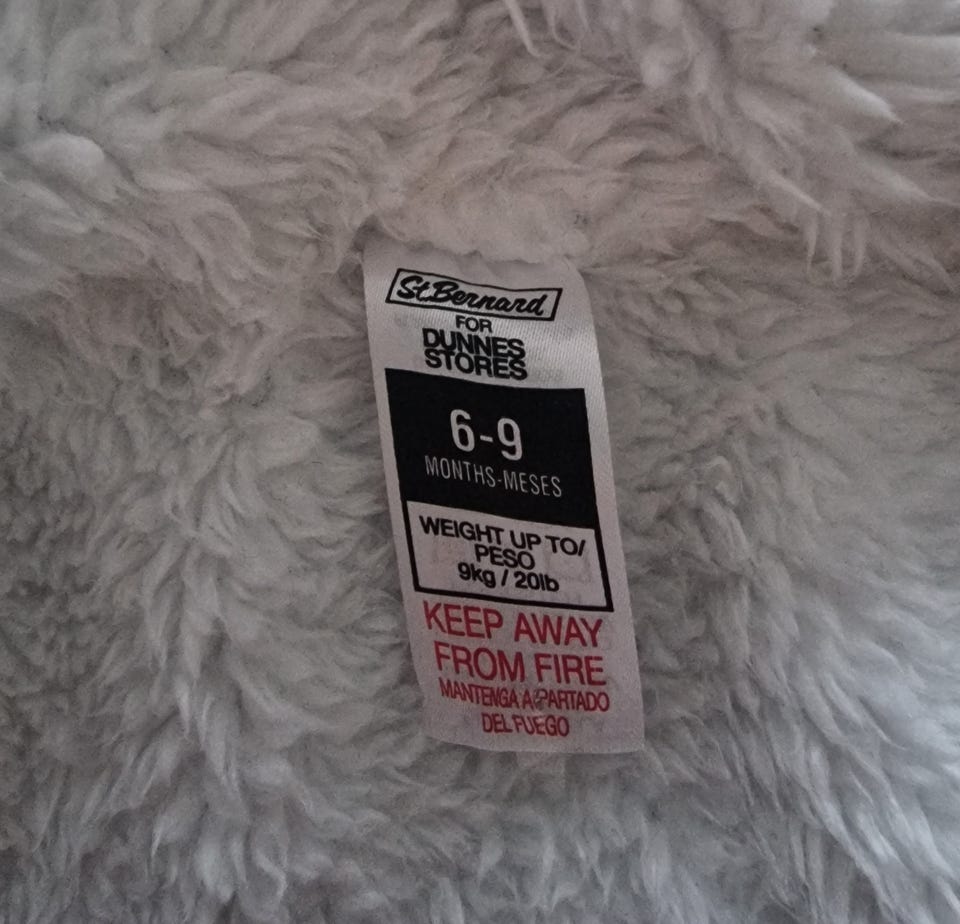 St.Bernard
FOR
DUNNES
STORES
6-9
MONTHS-MESES
WEIGHT UP TO/
PESO
9kg / 20lb
KEEP AWAY
FROM FIRE
MANTENGA APARTADO
DEL FUEGO